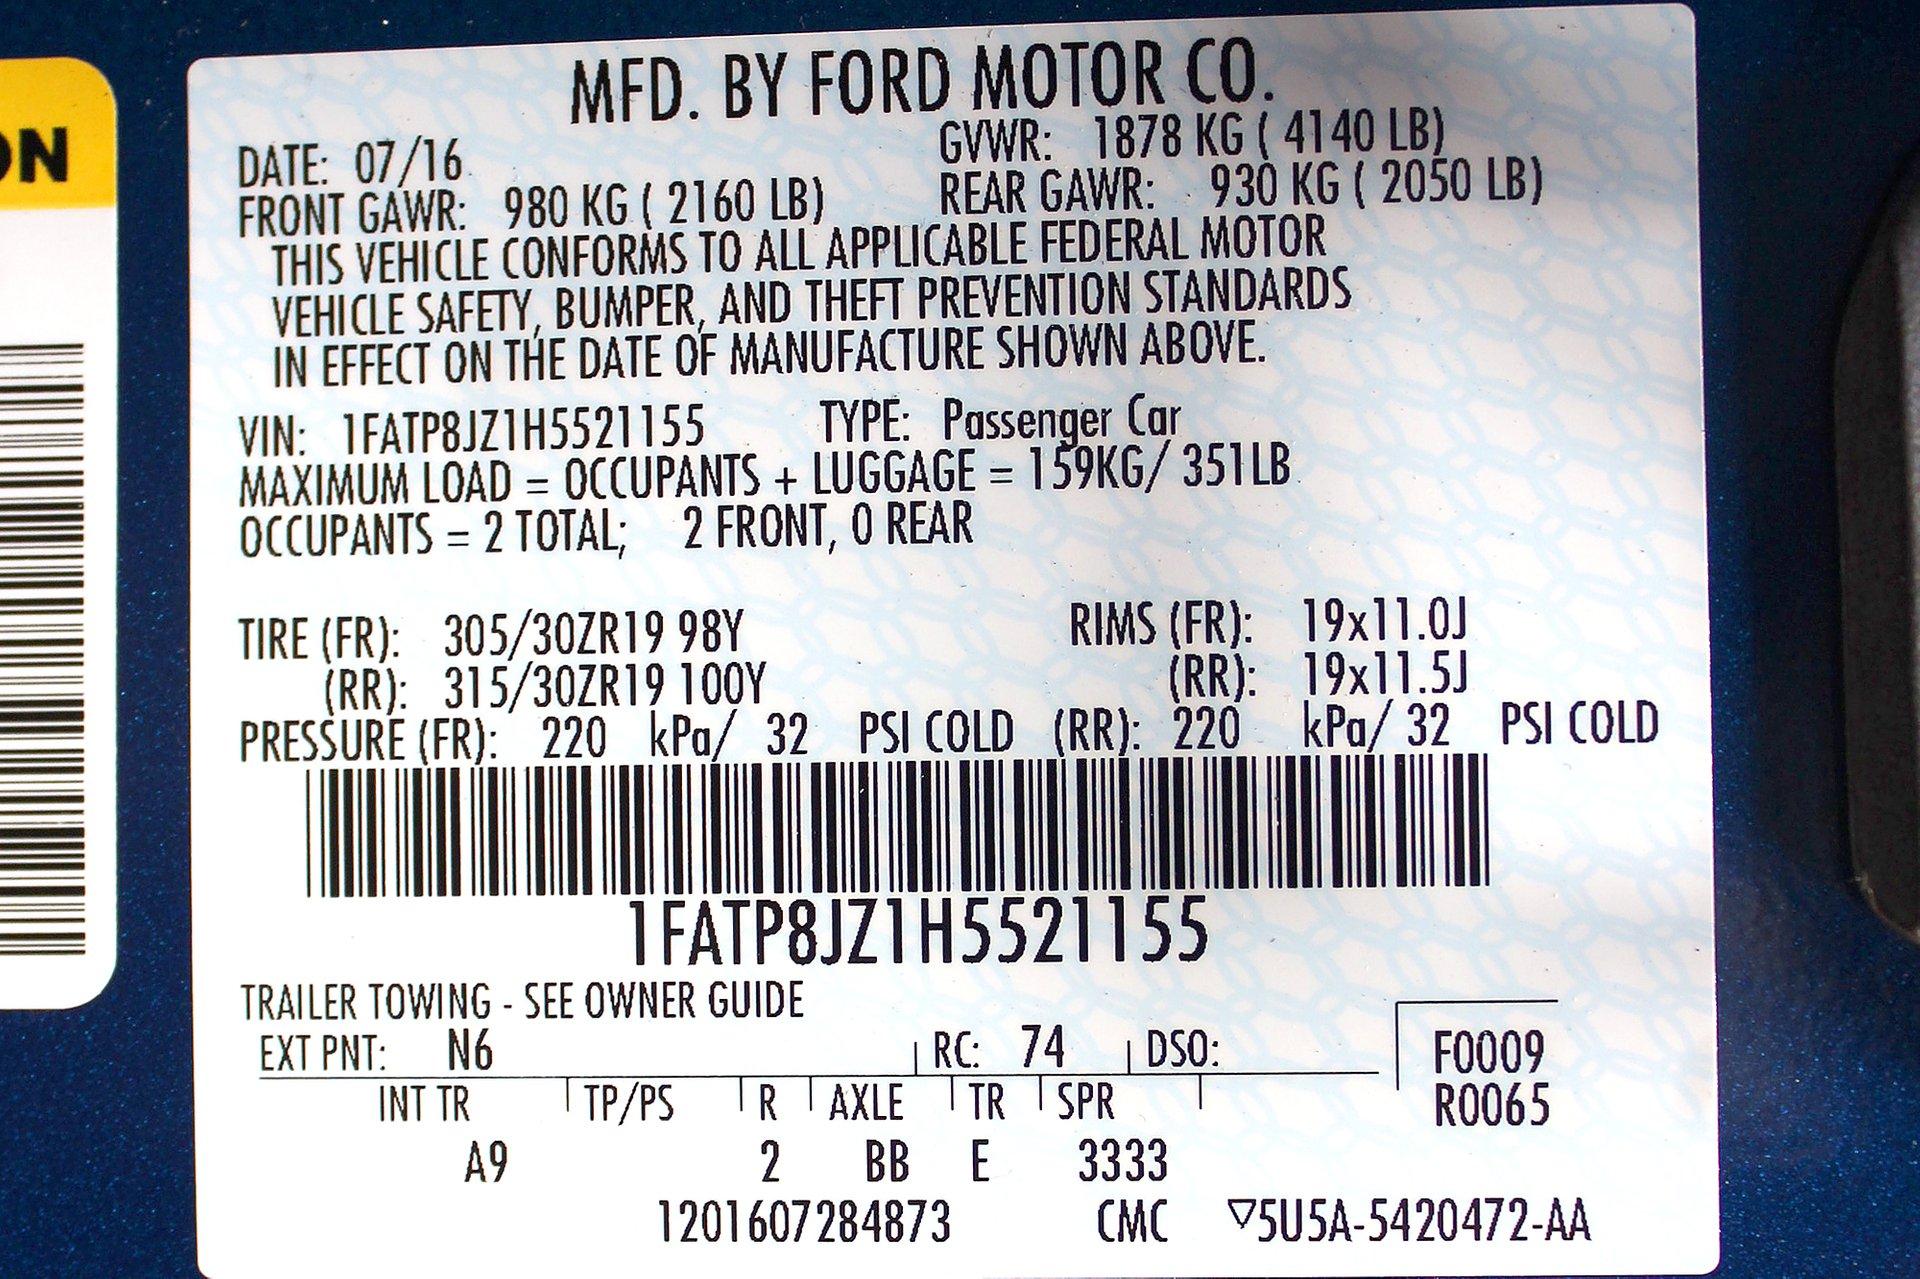 ON
MFD. BY FORD MOTOR CO.
DATE: 07/16 GVWR: 1878 KG ( 4140 LB)
FRONT GAWR: 980 KG ( 2160 LB) REAR GAWR: 930 KG ( 2050 LB)
THIS VEHICLE CONFORMS TO ALL APPLICABLE FEDERAL MOTOR
VEHICLE SAFETY, BUMPER, AND THEFT PREVENTION STANDARDS
IN EFFECT ON THE DATE OF MANUFACTURE SHOWN ABOVE.
VIN: 1FATP8JZ1H5521155 TYPE: Passenger Car
MAXIMUM LOAD = OCCUPANTS + LUGGAGE = 159KG/ 351LB
OCCUPANTS = 2 TOTAL; 2 FRONT, 0 REAR
TIRE (FR): 305/30ZR19 98Y RIMS (FR): 19x11.0J
(RR): 315/30ZR19 100Y (RR): 19x11.5J
PRESSURE (FR): 220 kPa/ 32 PSI COLD (RR): 220 kPa/ 32 PSI COLD
1FATP8JZ1H5521155
TRAILER TOWING - SEE OWNER GUIDE
EXT PNT: N6 RC: 74 DSO: F0009
INT TR TP/PS R AXLE TR SPR R0065
A9 2 BB E 3333
1201607284873 CMC ▽5U5A-5420472-AA